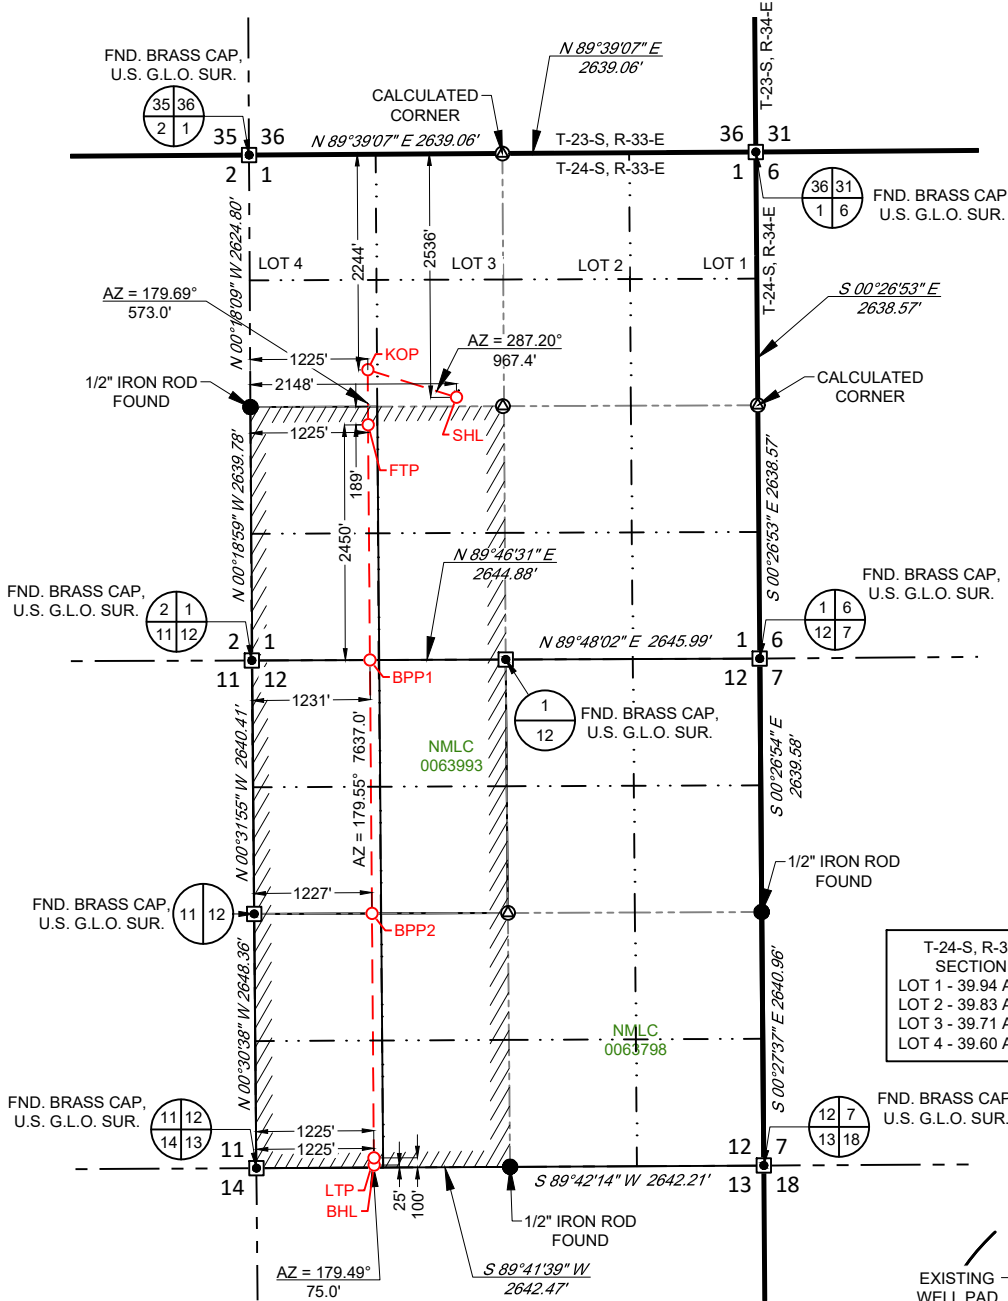 T-23-S, R-34-E
N 89°39'07" E
2639.06'
FND. BRASS CAP,
U.S. G.L.O. SUR.
35 36
2 1
CALCULATED
CORNER
35 36
N 89°39'07" E 2639.06'
T-23-S, R-33-E
36 31
2 1
T-24-S, R-33-E
1 6
36 31
1 6
FND. BRASS CAP
U.S. G.L.O. SUR.
N 00°18'09" W 2624.80'
2244'
2536'
T-24-S, R-34-E
LOT 4
LOT 3
LOT 2
LOT 1
S 00°26'53" E
2638.57'
AZ = 179.69°
573.0'
AZ = 287.20°
967.4'
1225'
KOP
1/2" IRON ROD
FOUND
2148'
CALCULATED
CORNER
1225'
SHL
FTP
189'
2450'
N 00°18'59" W 2639.78'
S 00°26'53" E 2638.57'
N 89°46'31" E
2644.88'
FND. BRASS CAP,
U.S. G.L.O. SUR.
2 1
11 12
FND. BRASS CAP,
U.S. G.L.O. SUR.
1 6
12 7
2 1
N 89°48'02" E 2645.99'
1 6
11 12
BPP1
12 7
1231'
1
12
FND. BRASS CAP,
U.S. G.L.O. SUR.
N 00°31'55" W 2640.41'
AZ = 179.55° 7637.0'
NMLC
0063993
S 00°26'54" E
2639.58'
1/2" IRON ROD
FOUND
1227'
FND. BRASS CAP,
U.S. G.L.O. SUR.
11 12
BPP2
T-24-S, R-3
SECTION
LOT 1 - 39.94 A
LOT 2 - 39.83 A
LOT 3 - 39.71 A
LOT 4 - 39.60 A
N 00°30'38" W 2648.36'
NMLC
0063798
S 00°27'37" E 2640.96'
FND. BRASS CAP,
U.S. G.L.O. SUR.
11 12
14 13
FND. BRASS CAP
U.S. G.L.O. SUR.
12 7
13 18
11
1225'
1225'
12 7
14
S 89°42'14" W 2642.21'
13 18
LTP
BHL
25'
100'
1/2" IRON ROD
FOUND
AZ = 179.49°
75.0'
S 89°41'39" W
2642.47'
EXISTING
WELL PAD